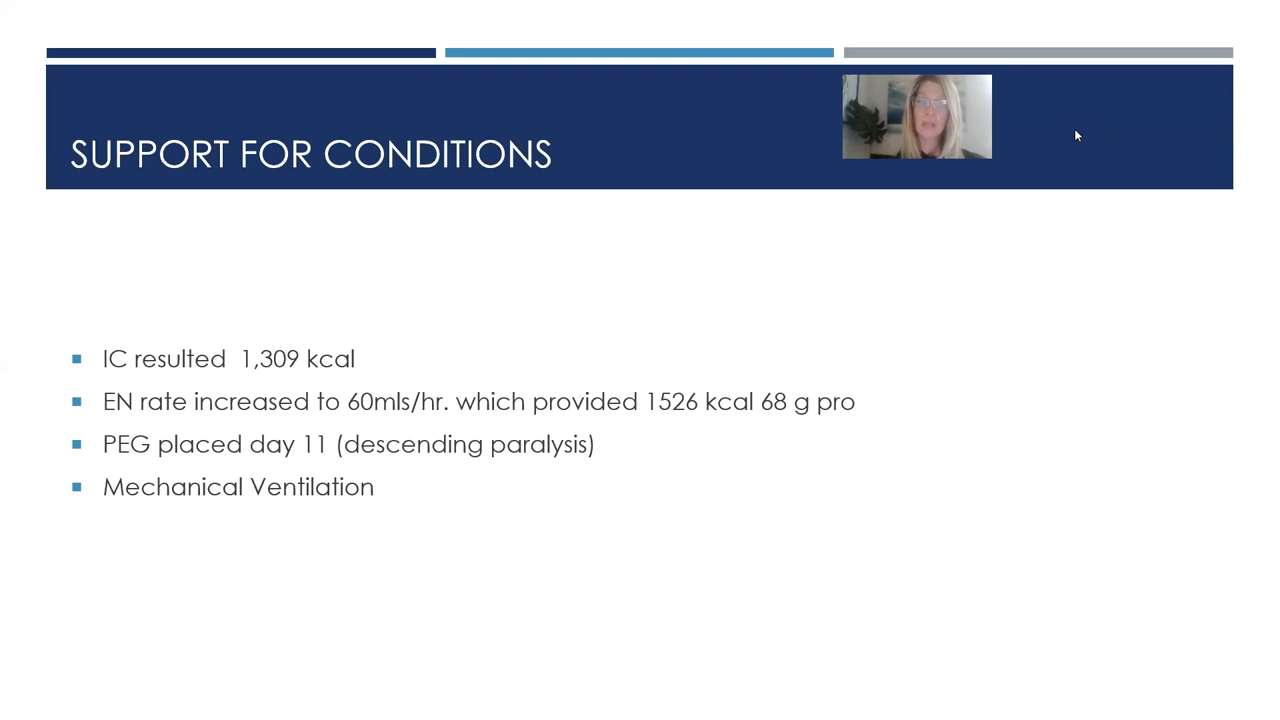 SUPPORT FOR CONDITIONS
IC resulted  1,309 kcal
EN rate increased to 60mls/hr. which provided 1526 kcal 68 g pro
PEG placed day 11 (descending paralysis)
Mechanical Ventilation